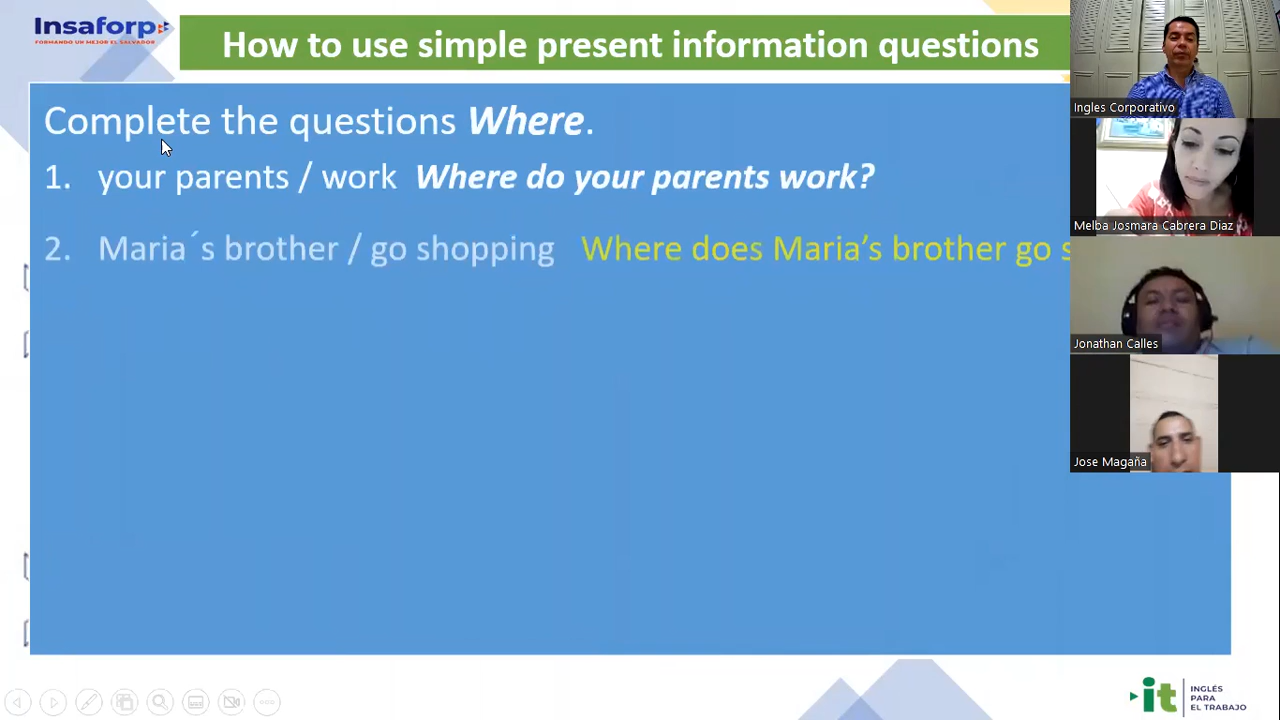 Insaforp
FORMANDO UN MEJOR EL SALVADOR
How to use simple present information questions
Complete the questions Where.
1. your parents / work Where do your parents work?
2. Maria´s brother / go shopping Where does Maria’s brother go s
Ingles Corporativo
Melba Josmara Cabrera Diaz
Jonathan Calles
Jose Magaña
it INGLÉS
PARA
EL TRABAJO